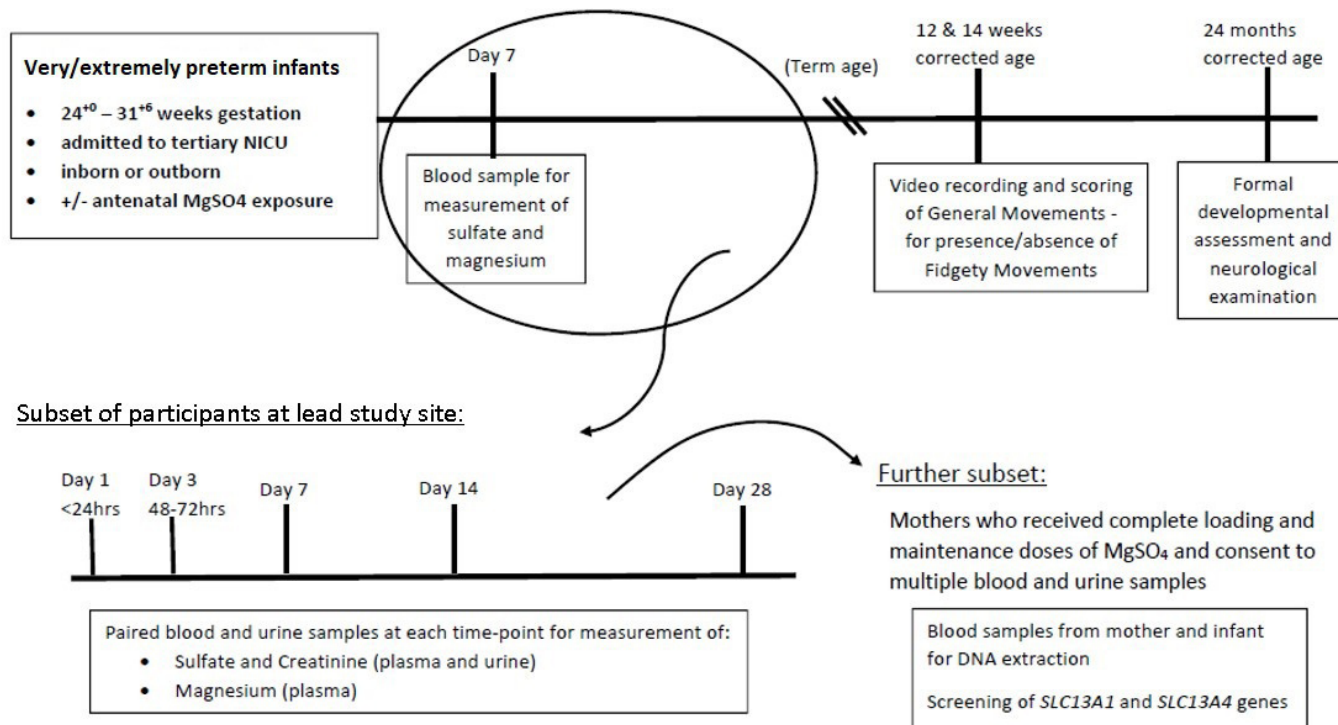 Very/extremely preterm infants
• 24⁺⁰ – 31⁺⁶ weeks gestation
• admitted to tertiary NICU
• inborn or outborn
• +/- antenatal MgSO4 exposure
Day 7
Blood sample for
measurement of
sulfate and
magnesium
(Term age)
12 & 14 weeks
corrected age
Video recording and scoring
of General Movements -
for presence/absence of
Fidgety Movements
24 months
corrected age
Formal
developmental
assessment and
neurological
examination
Subset of participants at lead study site:
Day 1
<24hrs
Day 3
48-72hrs
Day 7
Day 14
Day 28
Paired blood and urine samples at each time-point for measurement of:
• Sulfate and Creatinine (plasma and urine)
• Magnesium (plasma)
Further subset:
Mothers who received complete loading and
maintenance doses of MgSO₄ and consent to
multiple blood and urine samples
Blood samples from mother and infant
for DNA extraction
Screening of SLC13A1 and SLC13A4 genes